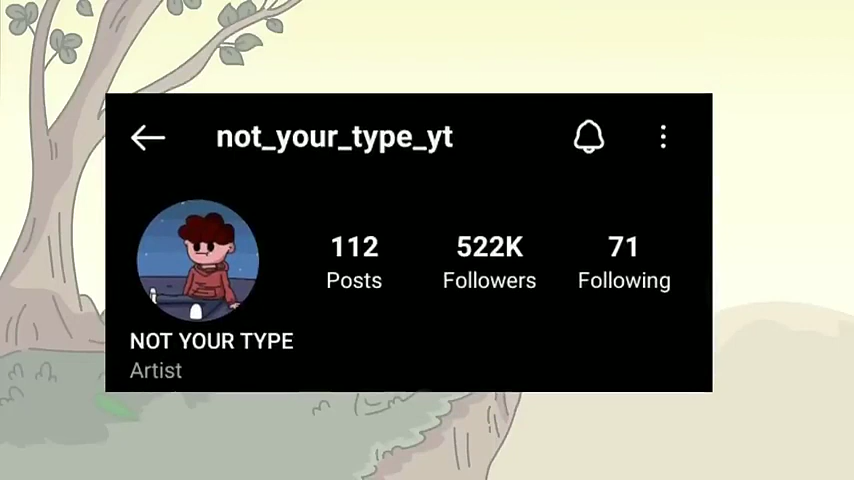 not_your_type_yt
112 522K 71
Posts Followers Following
NOT YOUR TYPE
Artist